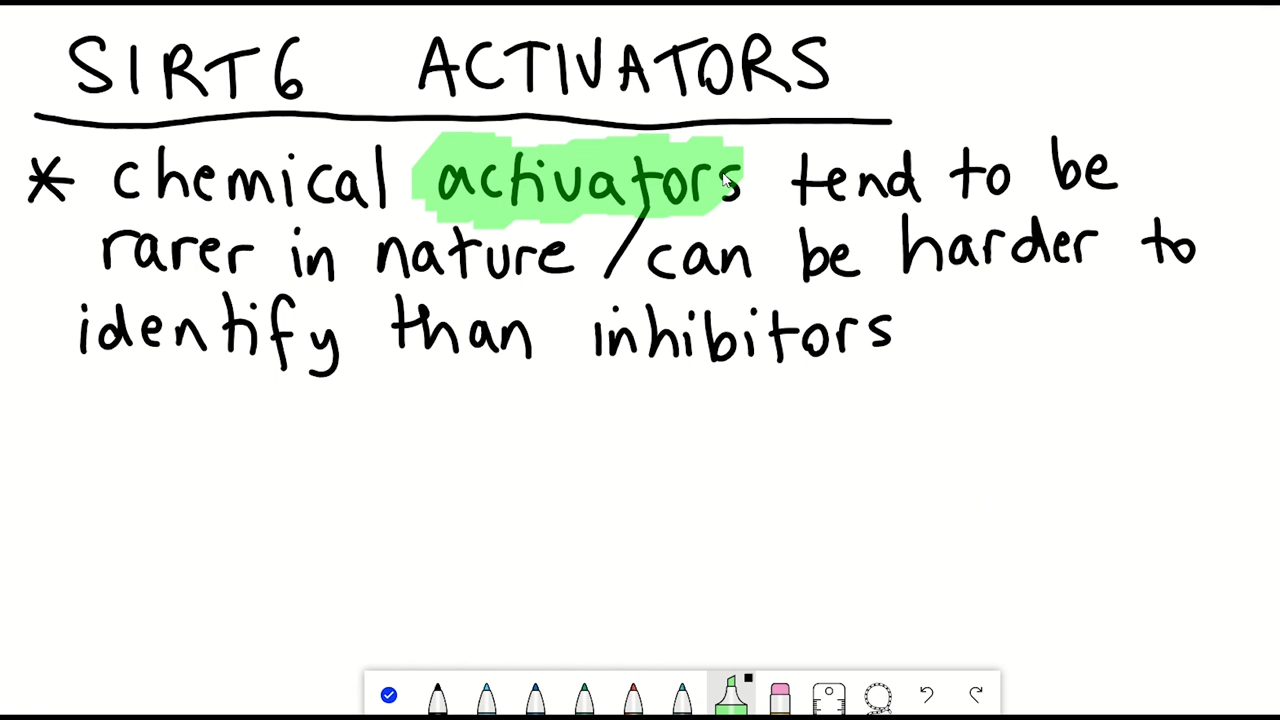 SIRT6 ACTIVATORS
* chemical activators tend to be
rarer in nature / can be harder to
identify than inhibitors